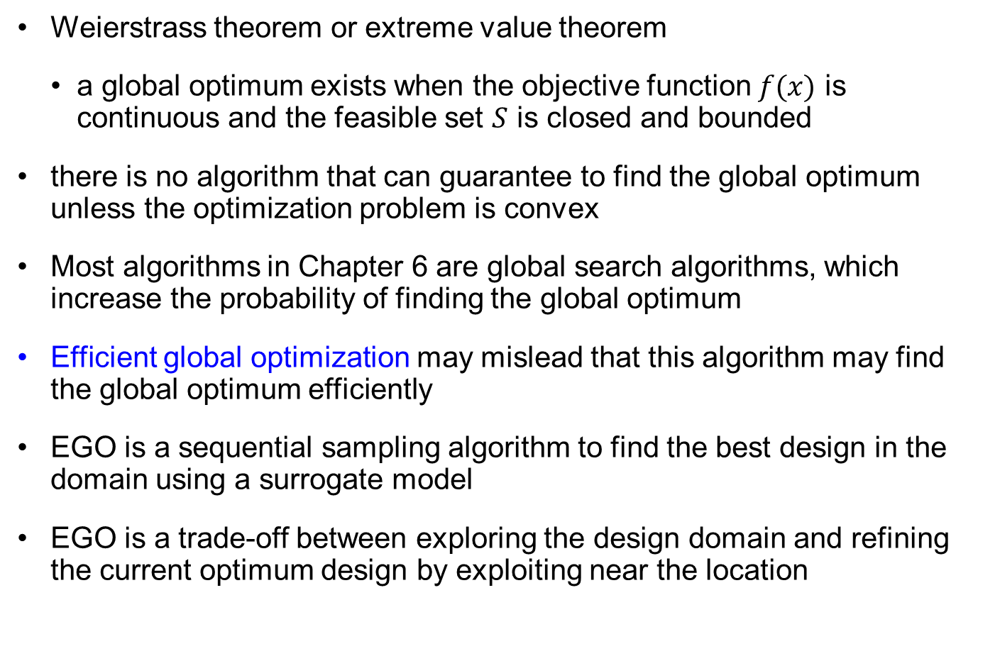 • Weierstrass theorem or extreme value theorem
• a global optimum exists when the objective function f(x) is
continuous and the feasible set S is closed and bounded
• there is no algorithm that can guarantee to find the global optimum
unless the optimization problem is convex
• Most algorithms in Chapter 6 are global search algorithms, which
increase the probability of finding the global optimum
• Efficient global optimization may mislead that this algorithm may find
the global optimum efficiently
• EGO is a sequential sampling algorithm to find the best design in the
domain using a surrogate model
• EGO is a trade-off between exploring the design domain and refining
the current optimum design by exploiting near the location